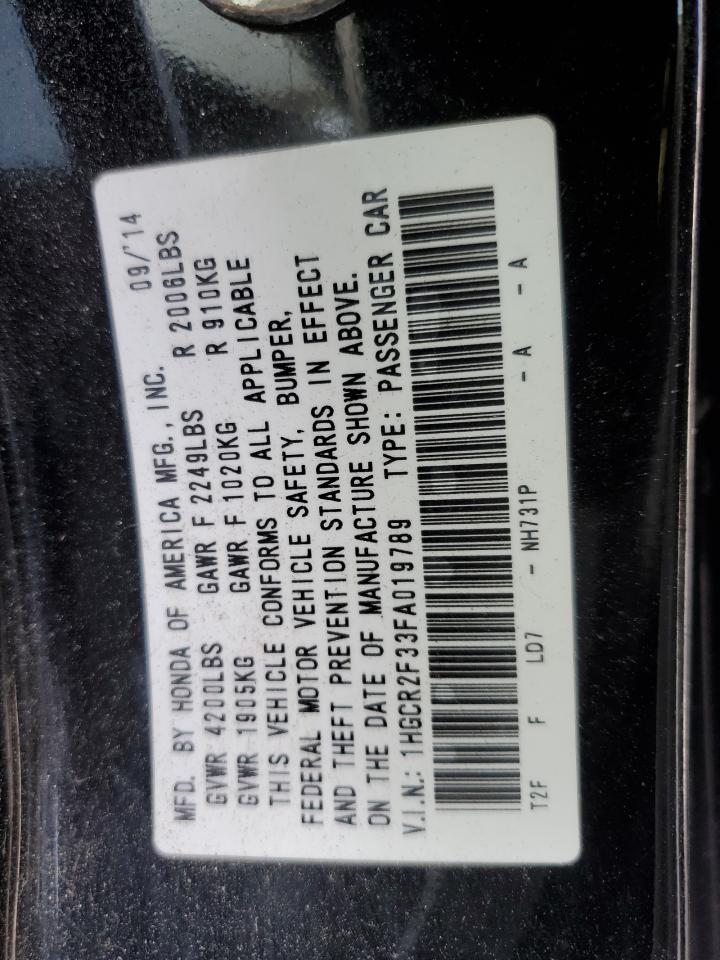 MFD. BY HONDA OF AMERICA MFG., INC. 09/'14
GVWR 4200LBS GAWR F 2249LBS R 2006LBS
GVWR 1905KG GAWR F 1020KG R 910KG
THIS VEHICLE CONFORMS TO ALL APPLICABLE
FEDERAL MOTOR VEHICLE SAFETY, BUMPER,
AND THEFT PREVENTION STANDARDS IN EFFECT
ON THE DATE OF MANUFACTURE SHOWN ABOVE.
V.I.N.: 1HGCR2F33FA019789 TYPE: PASSENGER CAR
T2F F LD7 - NH731P - A - A